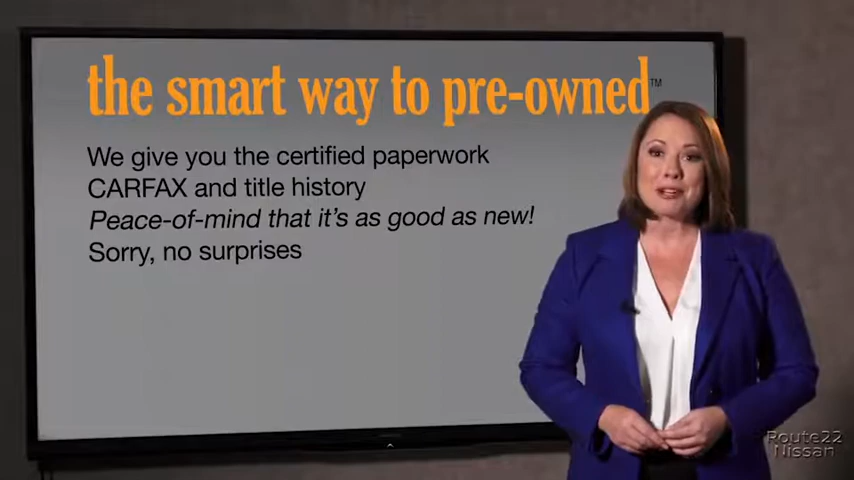 the smart way to pre-owned™
We give you the certified paperwork
CARFAX and title history
Peace-of-mind that it's as good as new!
Sorry, no surprises
Route22
Nissan